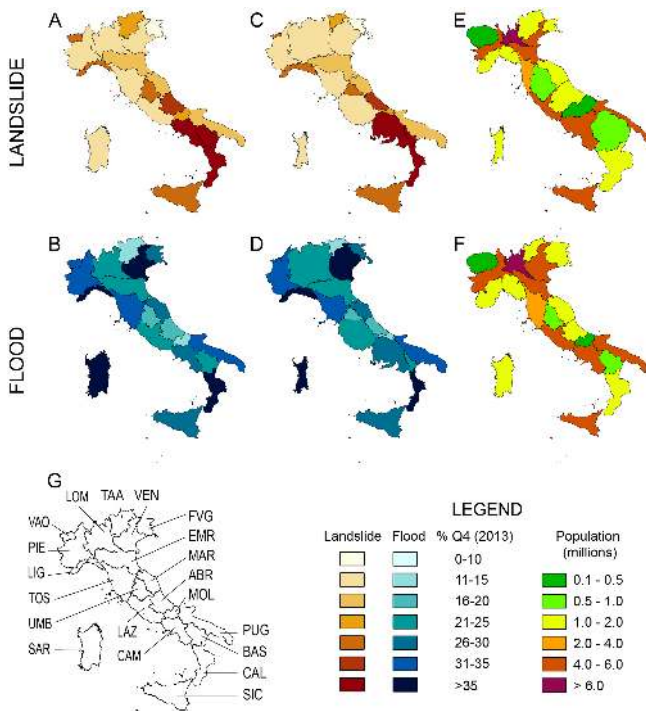 A
C
E
LANDSLIDE
B
D
F
FLOOD
G
LOM TAA VEN
VAO
FVG
PIE
EMR
LIG
MAR
ABR
TOS
MOL
UMB
LAZ
PUG
SAR
CAM
BAS
CAL
SIC
LEGEND
Landslide Flood % Q4 (2013) Population
(millions)
0-10
11-15 0.1 - 0.5
16-20 0.5 - 1.0
21-25 1.0 - 2.0
26-30 2.0 - 4.0
31-35 4.0 - 6.0
>35 > 6.0